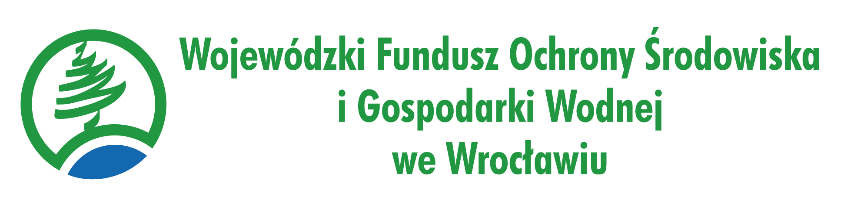 Wojewódzki Fundusz Ochrony Środowiska
i Gospodarki Wodnej
we Wrocławiu